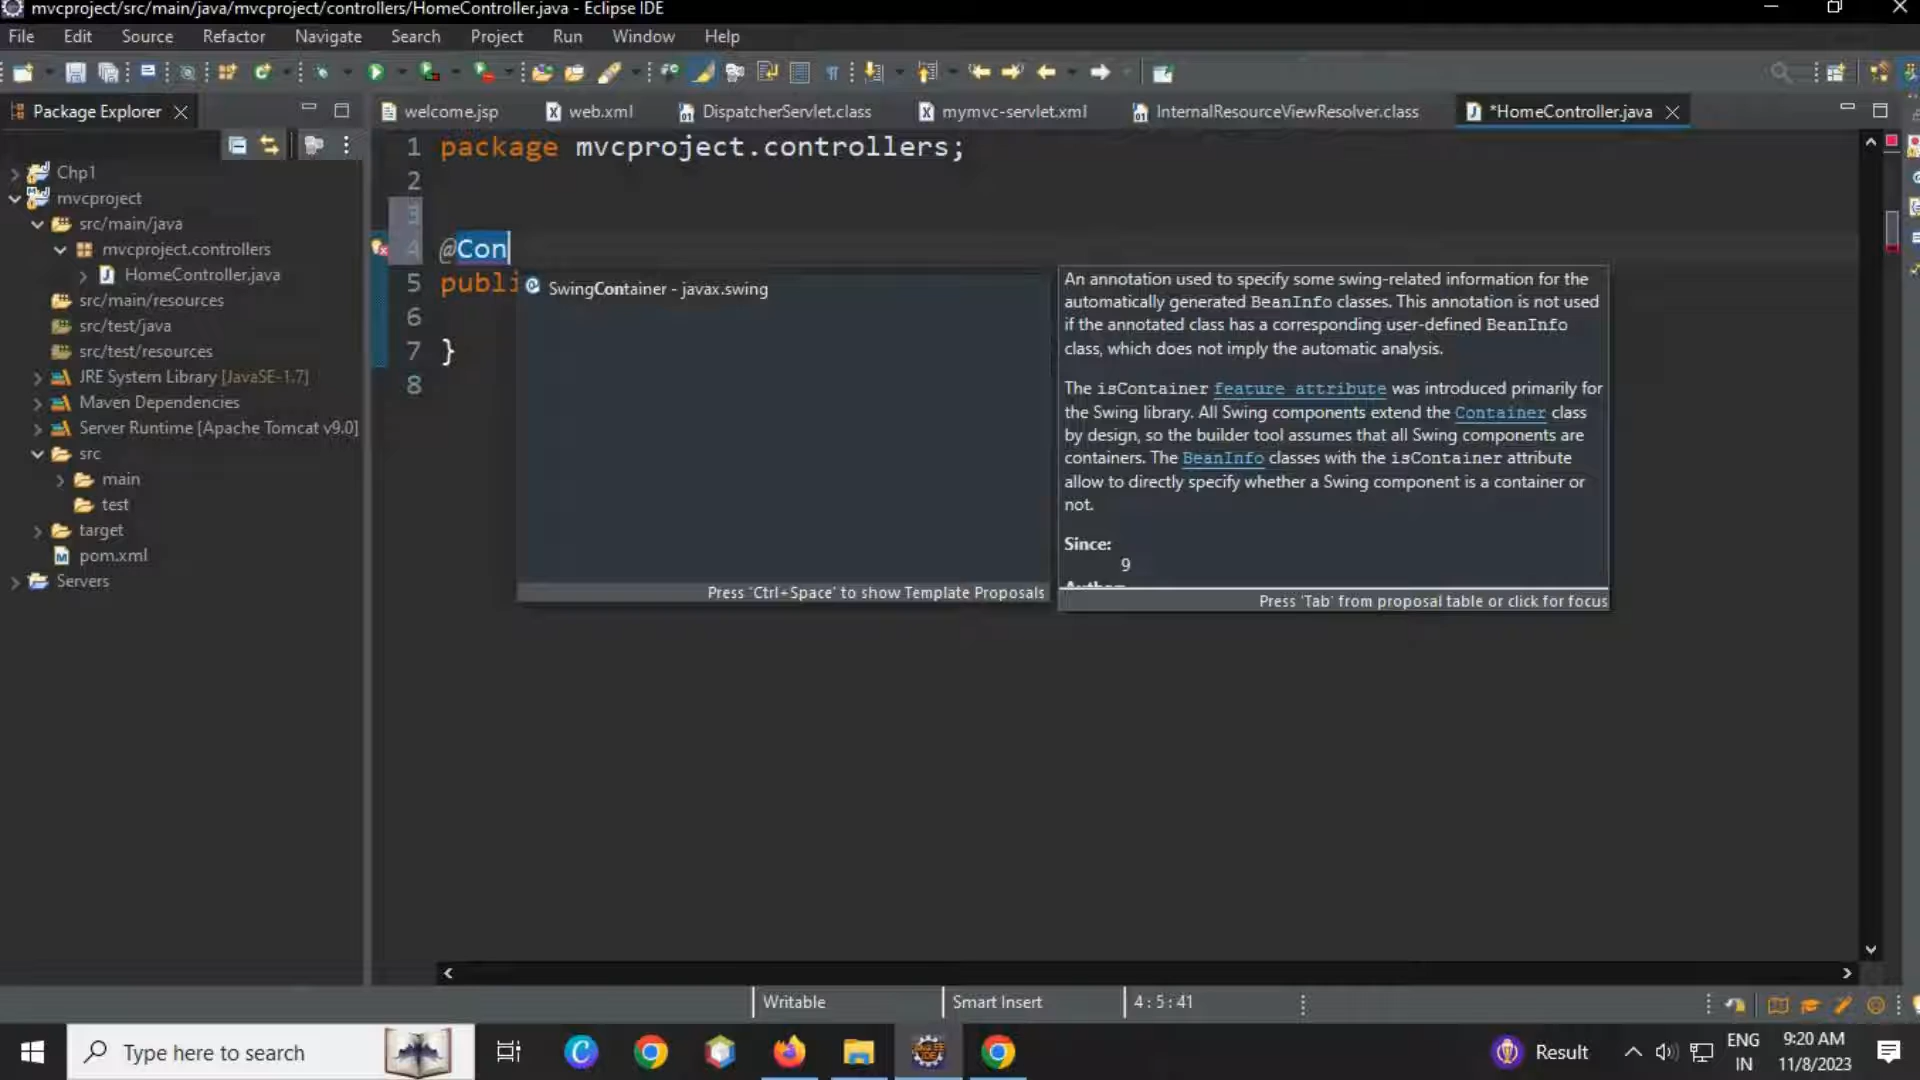 mvcproject/src/main/java/mvcproject/controllers/HomeController.java - Eclipse IDE
File Edit Source Refactor Navigate Search Project Run Window Help
Package Explorer
welcome.jsp web.xml DispatcherServlet.class mymvc-servlet.xml InternalResourceViewResolver.class *HomeController.java
Chp1
mvcproject
src/main/java
mvcproject.controllers
HomeController.java
src/main/resources
src/test/java
src/test/resources
JRE System Library [JavaSE-1.7]
Maven Dependencies
Server Runtime [Apache Tomcat v9.0]
src
main
test
target
pom.xml
Servers
1 package mvcproject.controllers;
2
3
4 @Con
5 publi
6
7 }
8
SwingContainer - javax.swing
Press 'Ctrl+Space' to show Template Proposals
An annotation used to specify some swing-related information for the
automatically generated BeanInfo classes. This annotation is not used
if the annotated class has a corresponding user-defined BeanInfo
class, which does not imply the automatic analysis.
The isContainer feature attribute was introduced primarily for
the Swing library. All Swing components extend the Container class
by design, so the builder tool assumes that all Swing components are
containers. The BeanInfo classes with the isContainer attribute
allow to directly specify whether a Swing component is a container or
not.
Since:
9
Press 'Tab' from proposal table or click for focus
Writable Smart Insert 4 : 5 : 41
Type here to search
Result
ENG
IN
9:20 AM
11/8/2023